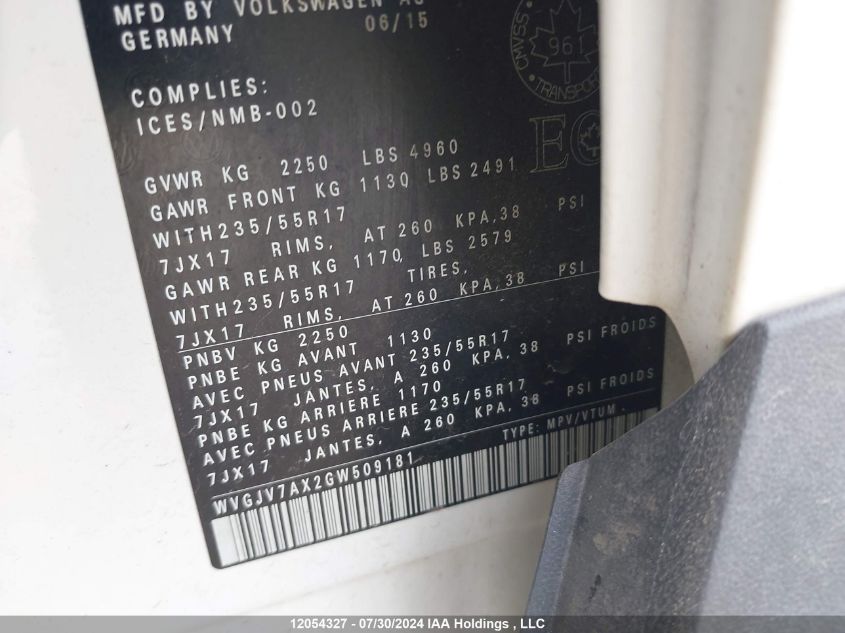 MFD BY VOLKSWAGEN AG
GERMANY 06/15
CMVSS
961
TRANSPORT
COMPLIES:
ICES/NMB-002
EC
GVWR KG 2250 LBS 4960
GAWR FRONT KG 1130 LBS 2491
WITH235/55R17
7JX17 RIMS, AT 260 KPA,38 PSI
GAWR REAR KG 1170, LBS 2579
WITH235/55R17 TIRES,
7JX17 RIMS, AT 260 KPA,38 PSI
PNBV KG 2250
PNBE KG AVANT 1130
AVEC PNEUS AVANT 235/55R17
7JX17 JANTES, A 260 KPA, 38 PSI FROIDS
PNBE KG ARRIERE 1170
AVEC PNEUS ARRIERE 235/55R17
7JX17 JANTES, A 260 KPA, 38 PSI FROIDS
TYPE: MPV/VTUM
WVGJV7AX2GW509181
12054327 - 07/30/2024 IAA Holdings , LLC